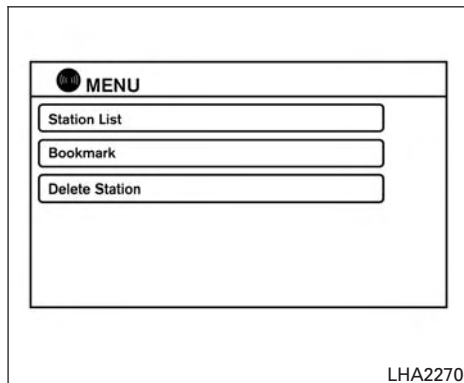 MENU
Station List
Bookmark
Delete Station
LHA2270